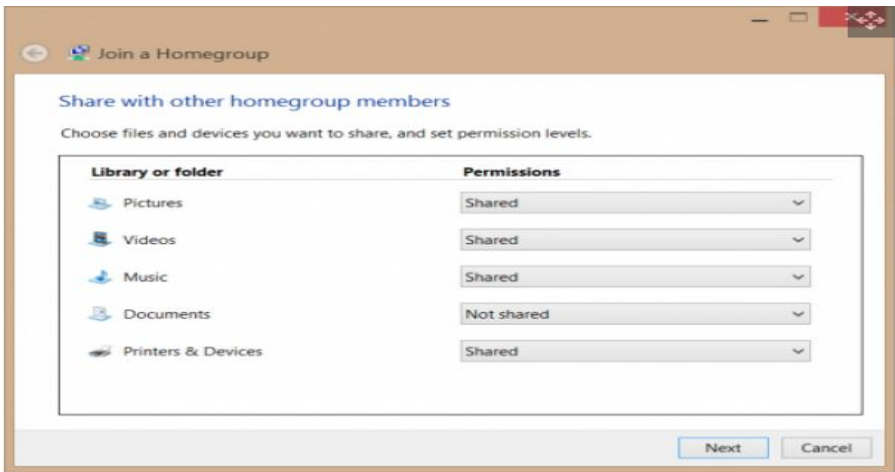 Join a Homegroup
Share with other homegroup members
Choose files and devices you want to share, and set permission levels.
Library or folder Permissions
Pictures Shared
Videos Shared
Music Shared
Documents Not shared
Printers & Devices Shared
Next Cancel